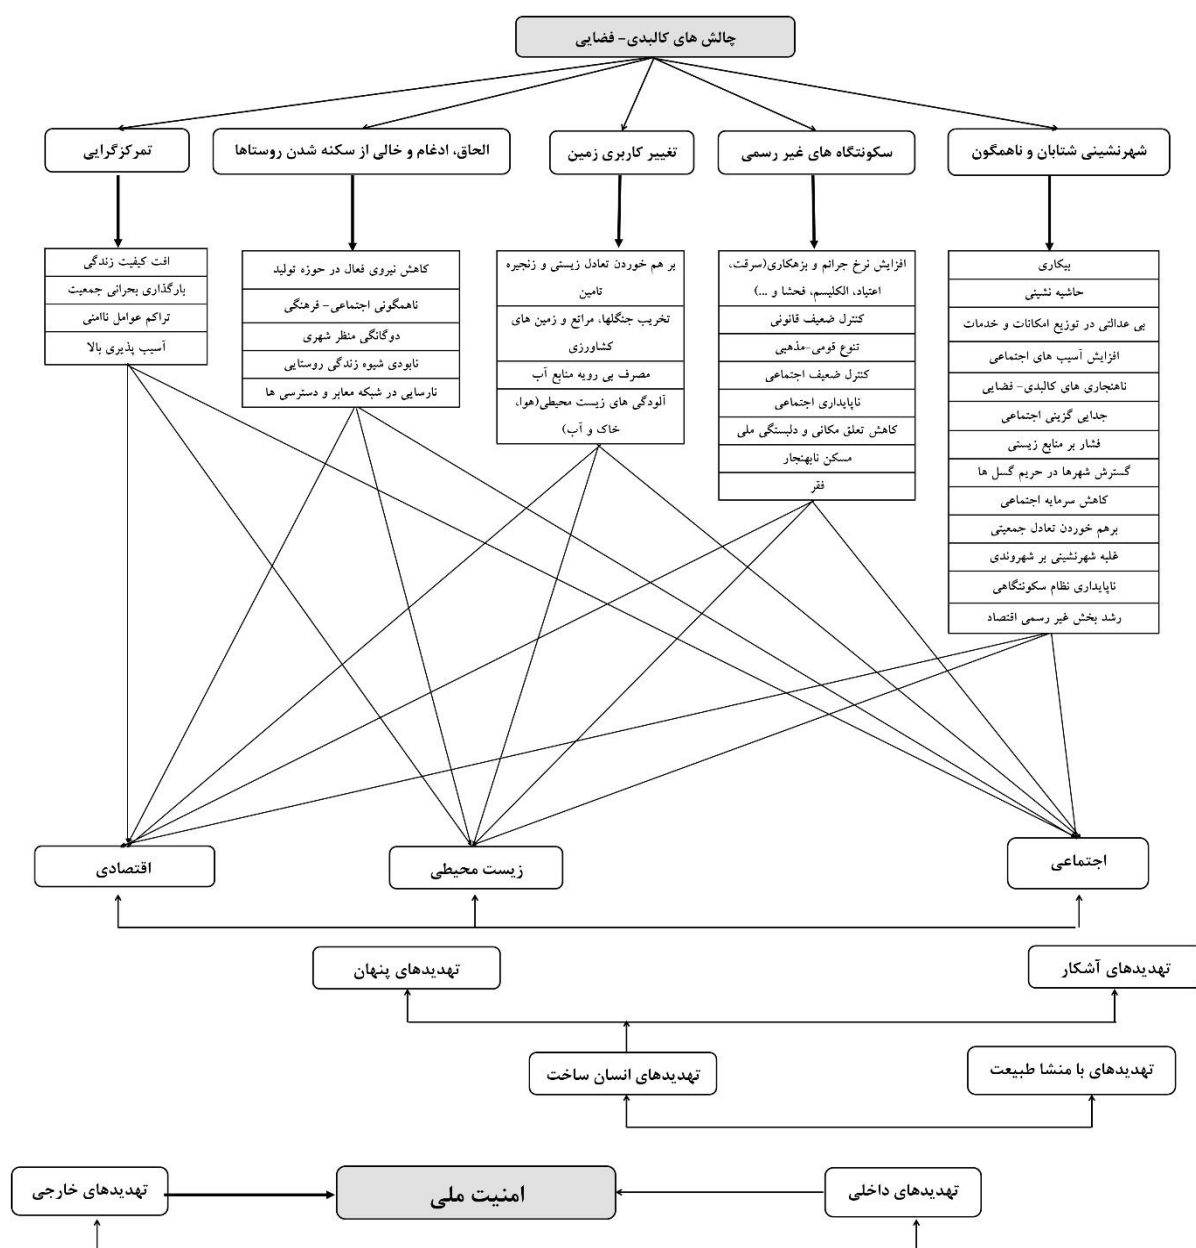 چالش های کالبدی- فضایی
شهرنشینی شتابان و ناهمگون
سکونتگاه های غیر رسمی
تغییر کاربری زمین
الحاق، ادغام و خالی از سکنه شدن روستاها
تمرکزگرایی
بیکاری
حاشیه نشینی
بی عدالتی در توزیع امکانات و خدمات
افزایش آسیب های اجتماعی
ناهنجاری های کالبدی- فضایی
جدایی گزینی اجتماعی
فشار بر منابع زیستی
گسترش شهرها در حریم گسل ها
کاهش سرمایه اجتماعی
برهم خوردن تعادل جمعیتی
غلبه شهرنشینی بر شهروندی
ناپایداری نظام سکونتگاهی
رشد بخش غیر رسمی اقتصاد
افزایش نرخ جرائم و بزهکاری(سرقت،
اعتیاد، الکلیسم، فحشا و ...)
کنترل ضعیف قانونی
تنوع قومی-مذهبی
کنترل ضعیف اجتماعی
ناپایداری اجتماعی
کاهش تعلق مکانی و دلبستگی ملی
مسکن نابهنجار
فقر
بر هم خوردن تعادل زیستی و زنجیره
تامین
تخریب جنگلها، مراتع و زمین های
کشاورزی
مصرف بی رویه منابع آب
آلودگی های زیست محیطی(هوا،
خاک و آب)
کاهش نیروی فعال در حوزه تولید
ناهمگونی اجتماعی- فرهنگی
دوگانگی منظر شهری
نابودی شیوه زندگی روستایی
نارسایی در شبکه معابر و دسترسی ها
افت کیفیت زندگی
بارگذاری بحرانی جمعیت
تراکم عوامل ناامنی
آسیب پذیری بالا
اجتماعی
زیست محیطی
اقتصادی
تهدیدهای آشکار
تهدیدهای پنهان
تهدیدهای با منشا طبیعت
تهدیدهای انسان ساخت
تهدیدهای داخلی
امنیت ملی
تهدیدهای خارجی